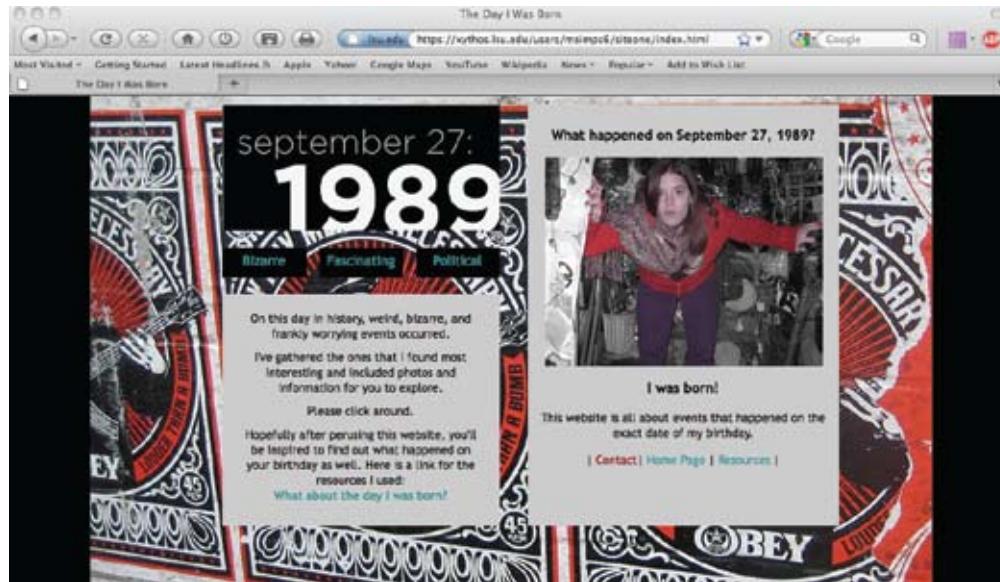 The Day I Was Born
lsu.edu https://xythos.lsu.edu/users/msimpo6/siteone/index.html
Google
Most Visited Getting Started Latest Headlines Apple Yahoo! Google Maps YouTube Wikipedia News Popular Add to Wish List
The Day I Was Born
september 27:
1989
Bizarre Fascinating Political
On this day in history, weird, bizarre, and
frankly worrying events occurred.
I've gathered the ones that I found most
interesting and included photos and
information for you to explore.
Please click around.
Hopefully after perusing this website, you'll
be inspired to find out what happened on
your birthday as well. Here is a link for the
resources I used:
What about the day I was born?
What happened on September 27, 1989?
I was born!
This website is all about events that happened on the
exact date of my birthday.
| Contact | Home Page | Resources |
OBEY
LOUDER THAN A BOMB
45